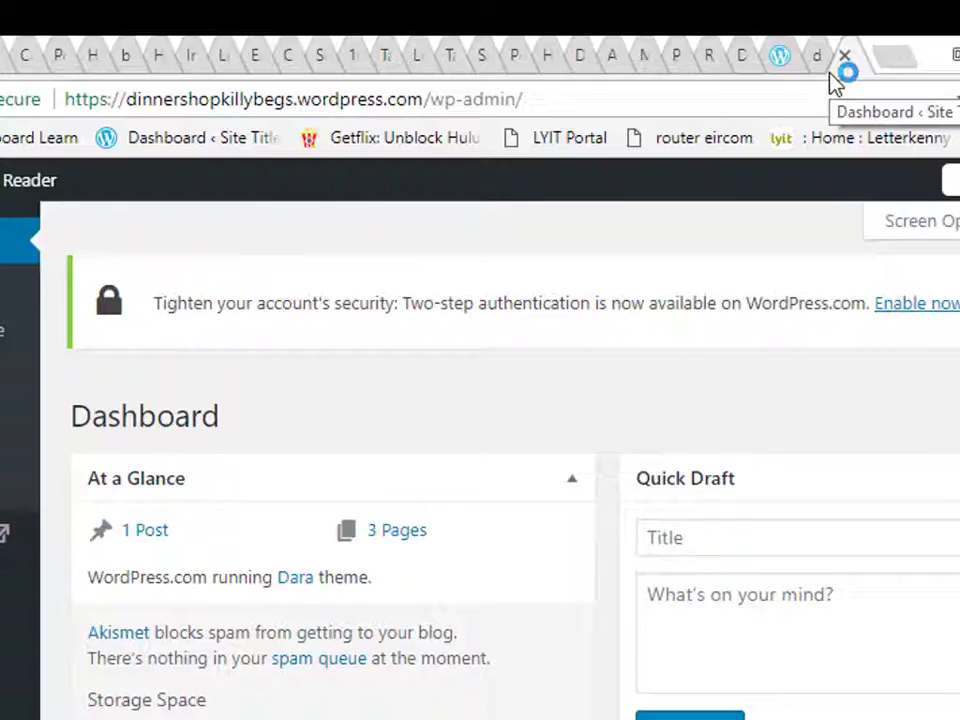 C P H b H Ir L E C S 1 Ta L Ta S P H D A M P R D d
ecure https://dinnershopkillybegs.wordpress.com/wp-admin/
Dashboard ‹ Site
board Learn Dashboard ‹ Site Title Getflix: Unblock Hulu LYIT Portal router eircom lyit : Home : Letterkenny
Reader
Screen Op
Tighten your account's security: Two-step authentication is now available on WordPress.com. Enable now
Dashboard
At a Glance
Quick Draft
1 Post 3 Pages
Title
WordPress.com running Dara theme.
What's on your mind?
Akismet blocks spam from getting to your blog.
There's nothing in your spam queue at the moment.
Storage Space